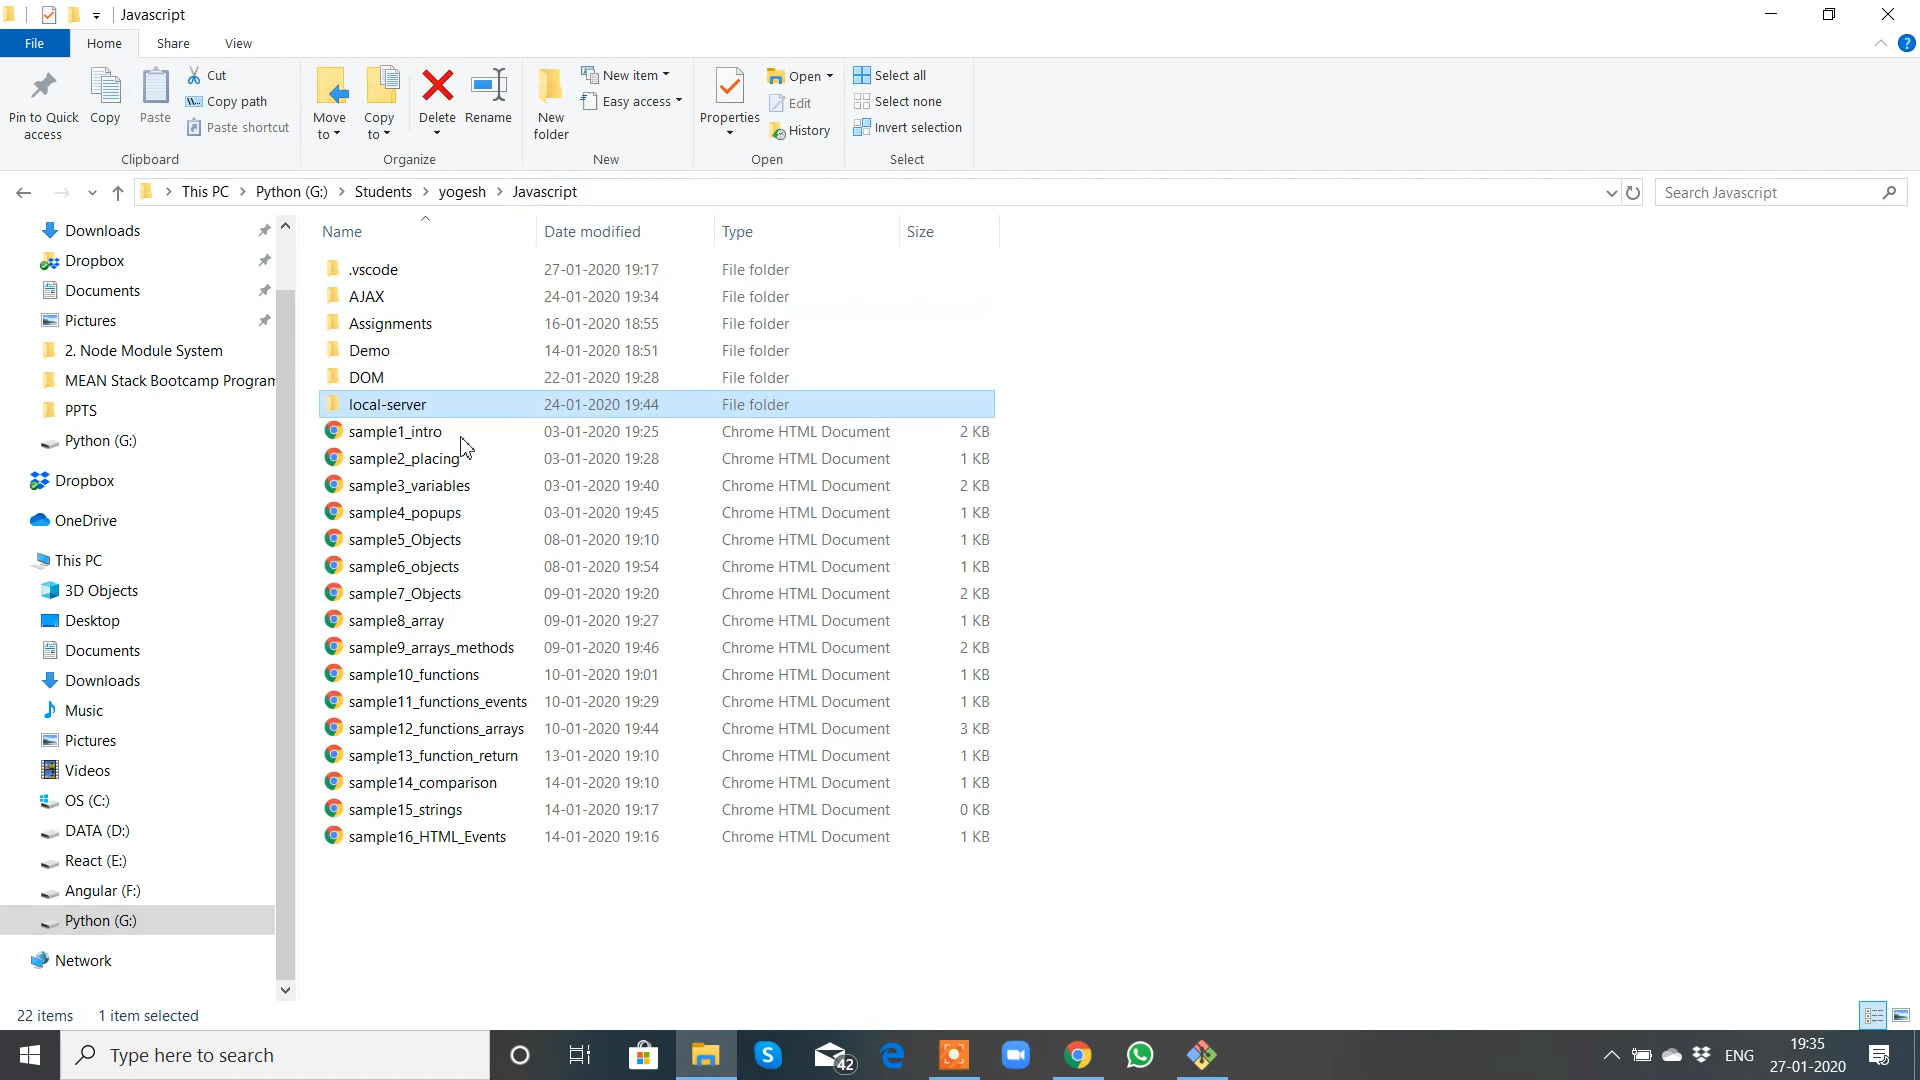 Javascript
File Home Share View
Pin to Quick access
Copy
Paste
Cut
Copy path
Paste shortcut
Clipboard
Move to
Copy to
Delete
Rename
Organize
New folder
New item
Easy access
New
Properties
Open
Edit
History
Open
Select all
Select none
Invert selection
Select
This PC > Python (G:) > Students > yogesh > Javascript
Search Javascript
Downloads
Dropbox
Documents
Pictures
2. Node Module System
MEAN Stack Bootcamp Program
PPTS
Python (G:)
Dropbox
OneDrive
This PC
3D Objects
Desktop
Documents
Downloads
Music
Pictures
Videos
OS (C:)
DATA (D:)
React (E:)
Angular (F:)
Python (G:)
Network
Name Date modified Type Size
.vscode 27-01-2020 19:17 File folder
AJAX 24-01-2020 19:34 File folder
Assignments 16-01-2020 18:55 File folder
Demo 14-01-2020 18:51 File folder
DOM 22-01-2020 19:28 File folder
local-server 24-01-2020 19:44 File folder
sample1_intro 03-01-2020 19:25 Chrome HTML Document 2 KB
sample2_placing 03-01-2020 19:28 Chrome HTML Document 1 KB
sample3_variables 03-01-2020 19:40 Chrome HTML Document 2 KB
sample4_popups 03-01-2020 19:45 Chrome HTML Document 1 KB
sample5_Objects 08-01-2020 19:10 Chrome HTML Document 1 KB
sample6_objects 08-01-2020 19:54 Chrome HTML Document 1 KB
sample7_Objects 09-01-2020 19:20 Chrome HTML Document 2 KB
sample8_array 09-01-2020 19:27 Chrome HTML Document 1 KB
sample9_arrays_methods 09-01-2020 19:46 Chrome HTML Document 2 KB
sample10_functions 10-01-2020 19:01 Chrome HTML Document 1 KB
sample11_functions_events 10-01-2020 19:29 Chrome HTML Document 1 KB
sample12_functions_arrays 10-01-2020 19:44 Chrome HTML Document 3 KB
sample13_function_return 13-01-2020 19:10 Chrome HTML Document 1 KB
sample14_comparison 14-01-2020 19:10 Chrome HTML Document 1 KB
sample15_strings 14-01-2020 19:17 Chrome HTML Document 0 KB
sample16_HTML_Events 14-01-2020 19:16 Chrome HTML Document 1 KB
22 items 1 item selected
Type here to search
42
ENG
19:35
27-01-2020